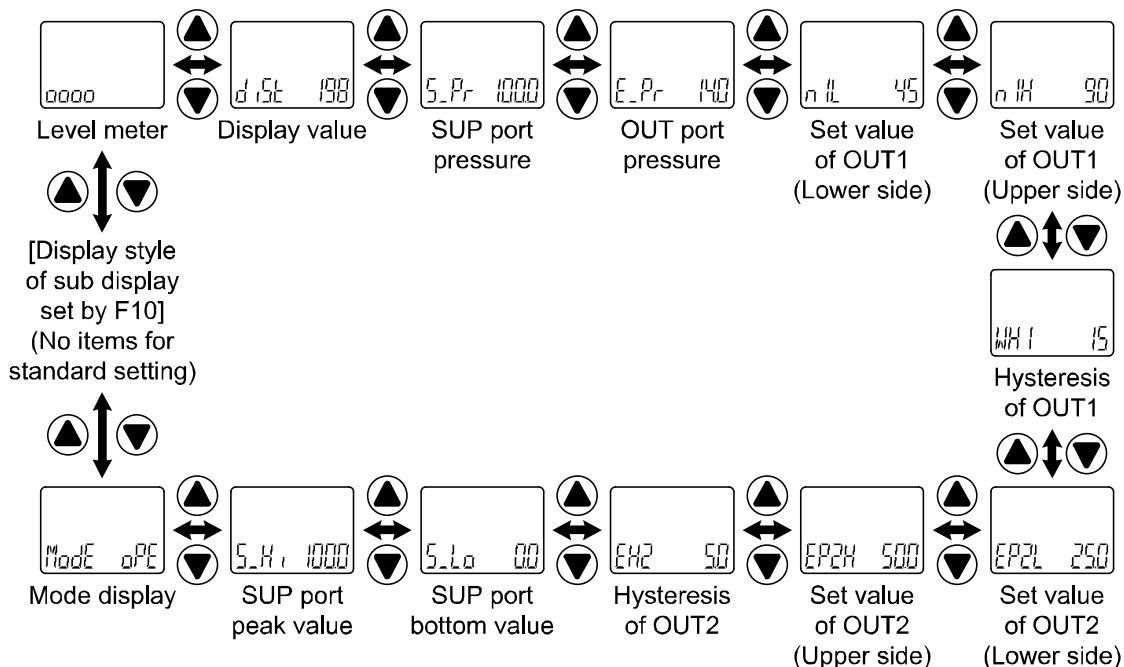 oooo
diSt 198
S_Pr 100.0
E_Pr 14.0
n1L 45
n1H 90
Level meter
Display value
SUP port
pressure
OUT port
pressure
Set value
of OUT1
(Lower side)
Set value
of OUT1
(Upper side)
[Display style
of sub display
set by F10]
(No items for
standard setting)
WH1 15
Hysteresis
of OUT1
ModE oPE
S_Hi 100.0
S_Lo 0.0
EH2 5.0
EP2H 50.0
EP2L 25.0
Mode display
SUP port
peak value
SUP port
bottom value
Hysteresis
of OUT2
Set value
of OUT2
(Upper side)
Set value
of OUT2
(Lower side)